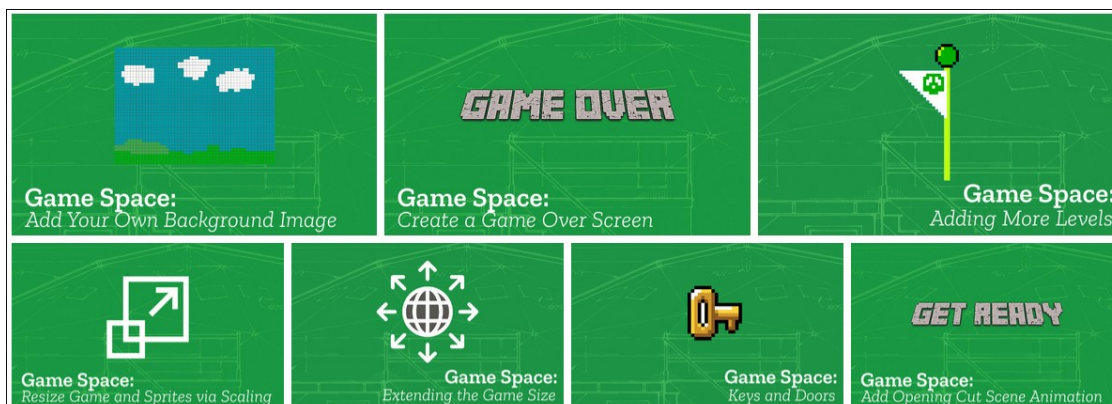 GAME OVER
Game Space:
Add Your Own Background Image
Game Space:
Create a Game Over Screen
Game Space:
Adding More Levels
GET READY
Game Space:
Resize Game and Sprites via Scaling
Game Space:
Extending the Game Size
Game Space:
Keys and Doors
Game Space:
Add Opening Cut Scene Animation